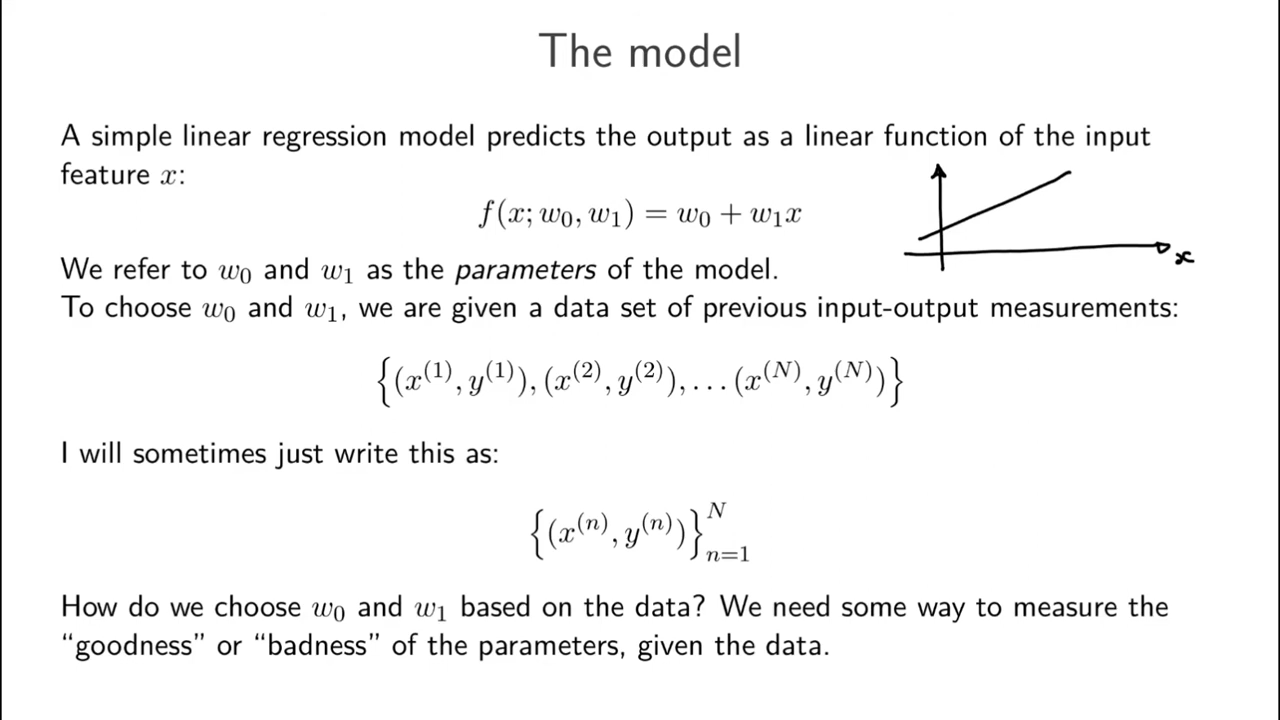 The model
A simple linear regression model predicts the output as a linear function of the input
feature x:
f(x; w₀, w₁) = w₀ + w₁x
x
We refer to w₀ and w₁ as the parameters of the model.
To choose w₀ and w₁, we are given a data set of previous input-output measurements:
{(x⁽¹⁾, y⁽¹⁾), (x⁽²⁾, y⁽²⁾), . . . (x⁽ᴺ⁾, y⁽ᴺ⁾)}
I will sometimes just write this as:
{(x⁽ⁿ⁾, y⁽ⁿ⁾)}ᴺₙ₌₁
How do we choose w₀ and w₁ based on the data? We need some way to measure the
“goodness” or “badness” of the parameters, given the data.